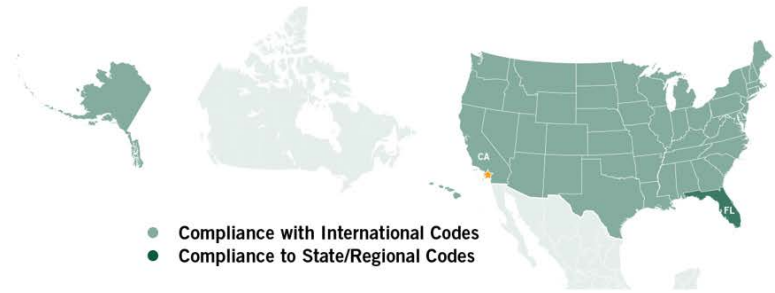 CA
FL
Compliance with International Codes
Compliance to State/Regional Codes